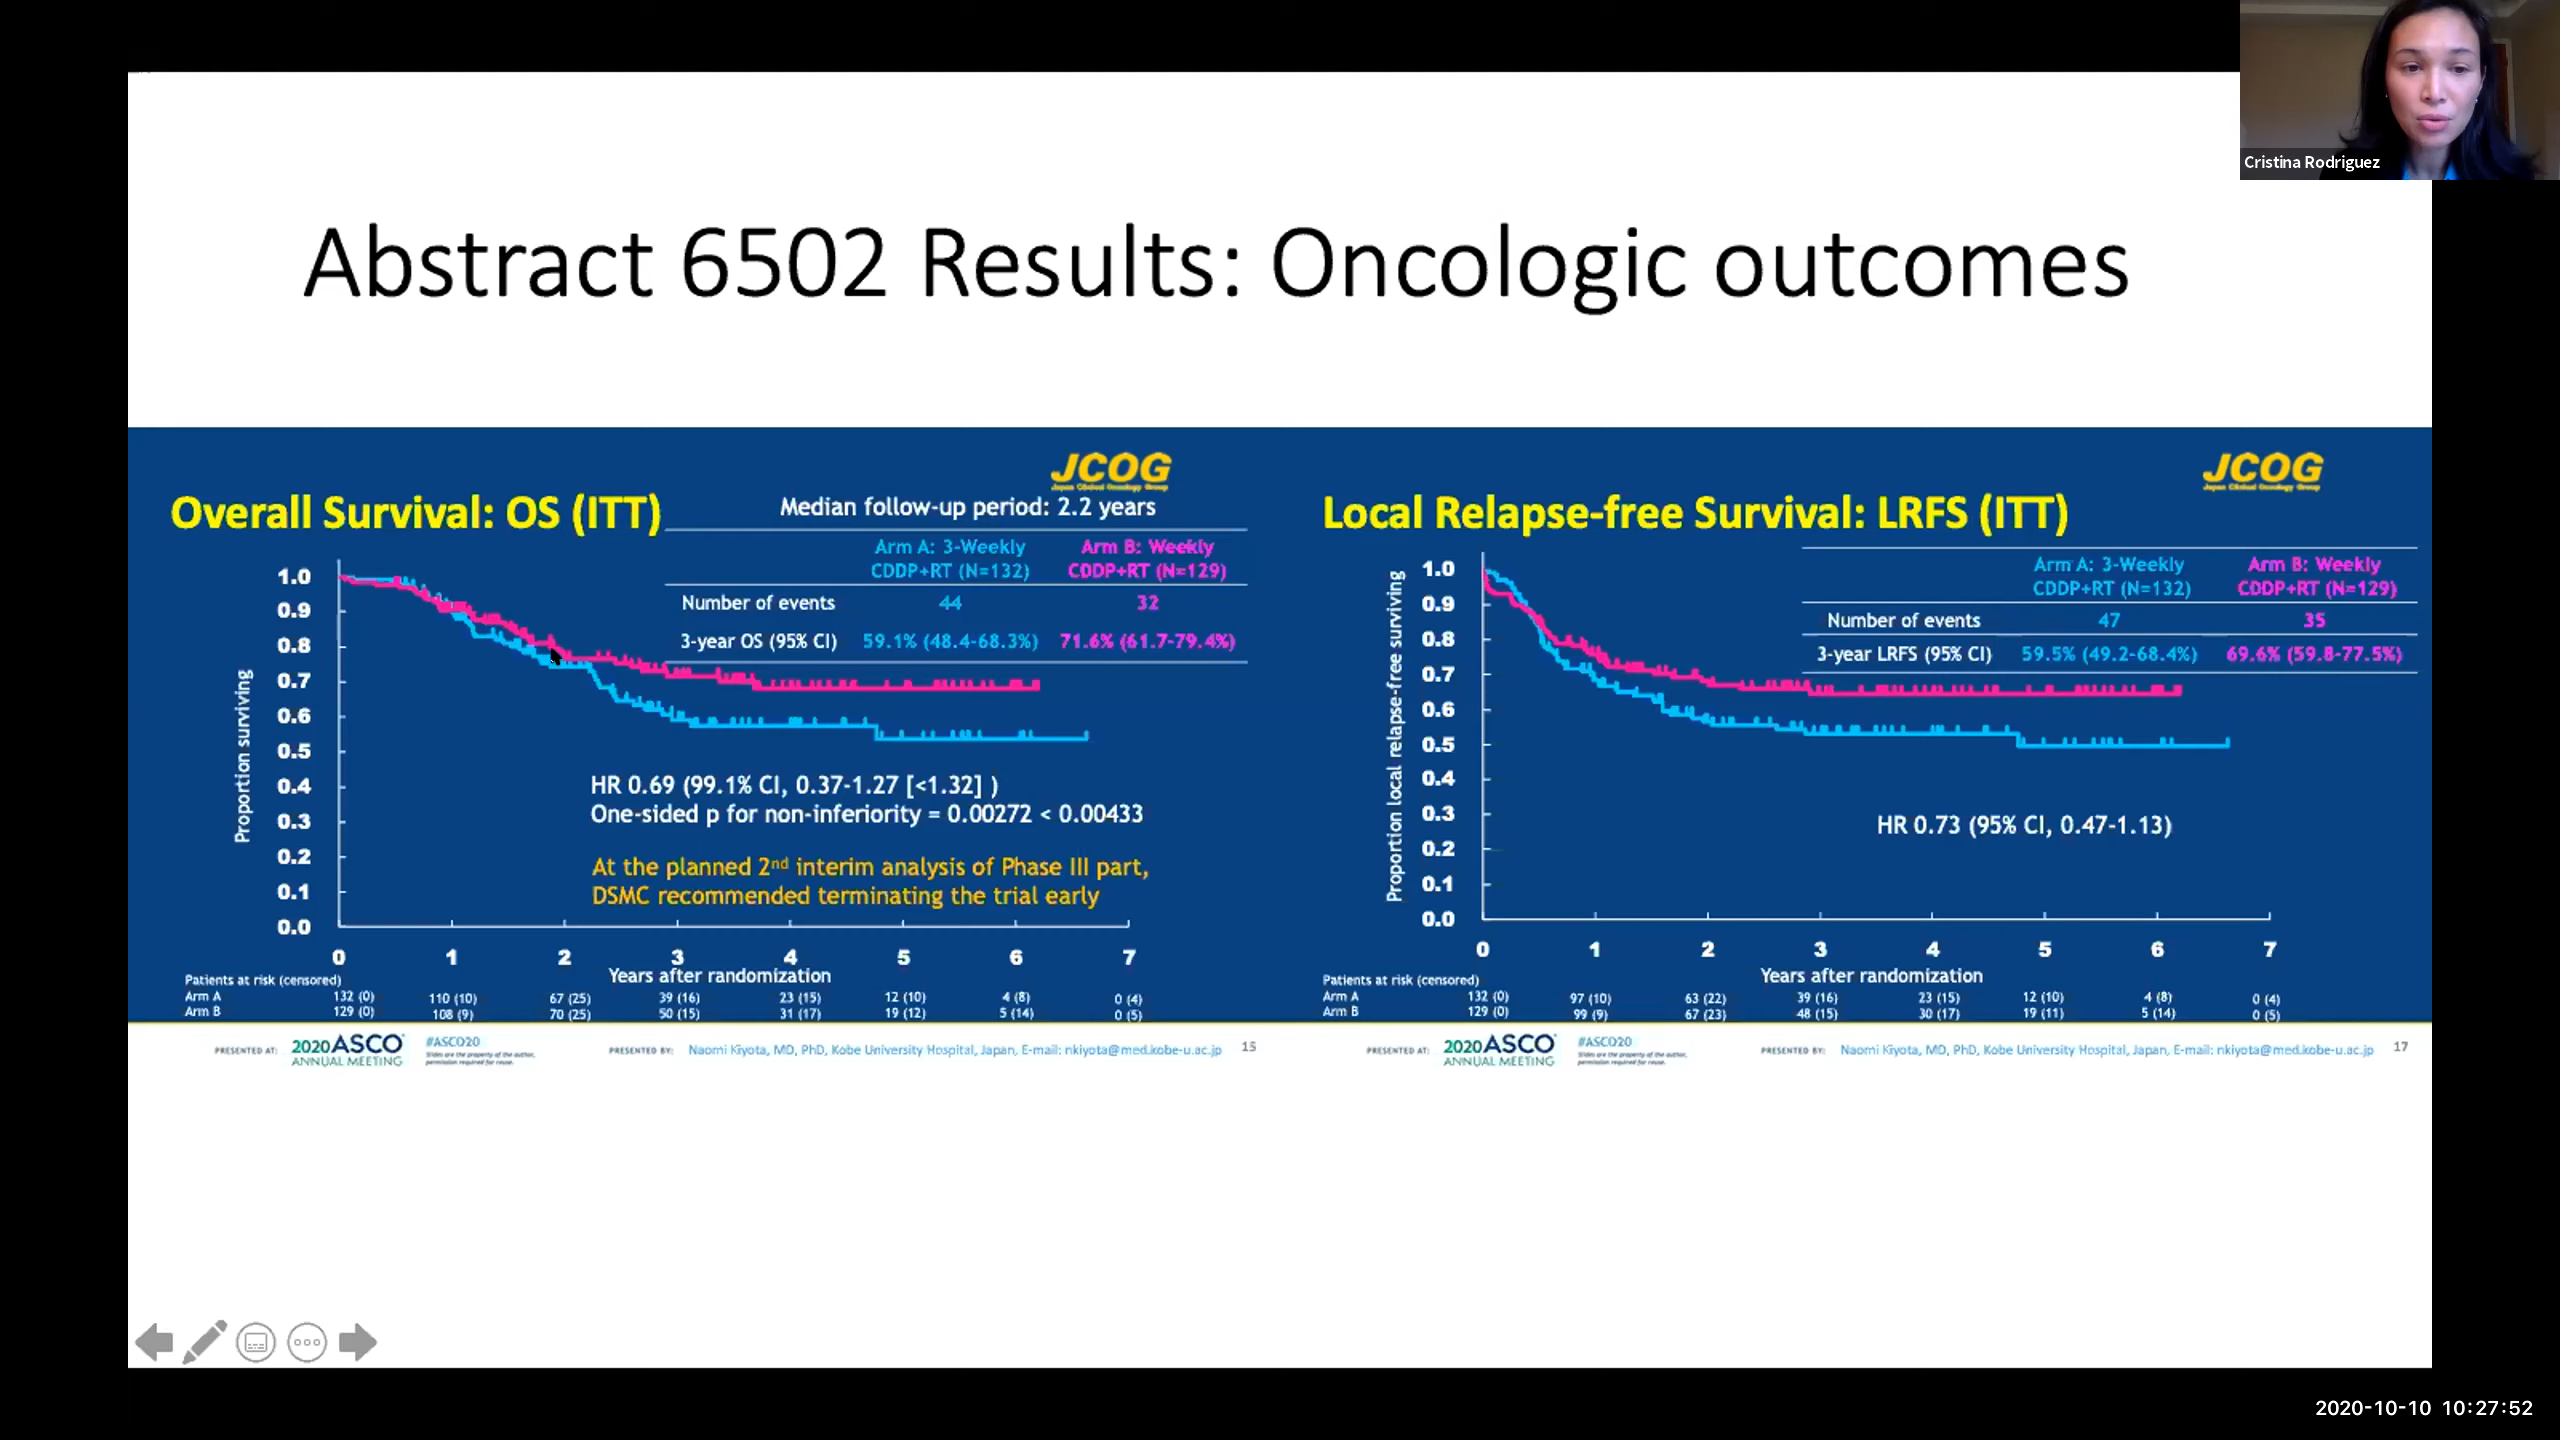 Cristina Rodriguez
Abstract 6502 Results: Oncologic outcomes
JCOG
Japan Clinical Oncology Group
Overall Survival: OS (ITT)
Median follow-up period: 2.2 years
Arm A: 3-Weekly CDDP+RT (N=132) Arm B: Weekly CDDP+RT (N=129)
Number of events 44 32
3-year OS (95% CI) 59.1% (48.4-68.3%) 71.6% (61.7-79.4%)
Proportion surviving
1.0
0.9
0.8
0.7
0.6
0.5
0.4
0.3
0.2
0.1
0.0
HR 0.69 (99.1% CI, 0.37-1.27 [<1.32] )
One-sided p for non-inferiority = 0.00272 < 0.00433
At the planned 2nd interim analysis of Phase III part,
DSMC recommended terminating the trial early
0 1 2 3 4 5 6 7
Years after randomization
Patients at risk (censored)
Arm A 132 (0) 110 (10) 67 (25) 39 (16) 23 (15) 12 (10) 4 (8) 0 (4)
Arm B 129 (0) 108 (9) 70 (25) 50 (15) 31 (17) 19 (12) 5 (14) 0 (5)
PRESENTED AT: 2020 ASCO ANNUAL MEETING #ASCO20 Slides are the property of the author, permission required for reuse. PRESENTED BY: Naomi Kiyota, MD, PhD, Kobe University Hospital, Japan, E-mail: nkiyota@med.kobe-u.ac.jp 15
JCOG
Japan Clinical Oncology Group
Local Relapse-free Survival: LRFS (ITT)
Arm A: 3-Weekly CDDP+RT (N=132) Arm B: Weekly CDDP+RT (N=129)
Number of events 47 35
3-year LRFS (95% CI) 59.5% (49.2-68.4%) 69.6% (59.8-77.5%)
Proportion local relapse-free surviving
1.0
0.9
0.8
0.7
0.6
0.5
0.4
0.3
0.2
0.1
0.0
HR 0.73 (95% CI, 0.47-1.13)
0 1 2 3 4 5 6 7
Years after randomization
Patients at risk (censored)
Arm A 132 (0) 97 (10) 63 (22) 39 (16) 23 (15) 12 (10) 4 (8) 0 (4)
Arm B 129 (0) 99 (9) 67 (23) 48 (15) 30 (17) 19 (11) 5 (14) 0 (5)
PRESENTED AT: 2020 ASCO ANNUAL MEETING #ASCO20 Slides are the property of the author, permission required for reuse. PRESENTED BY: Naomi Kiyota, MD, PhD, Kobe University Hospital, Japan, E-mail: nkiyota@med.kobe-u.ac.jp 17
2020-10-10 10:27:52